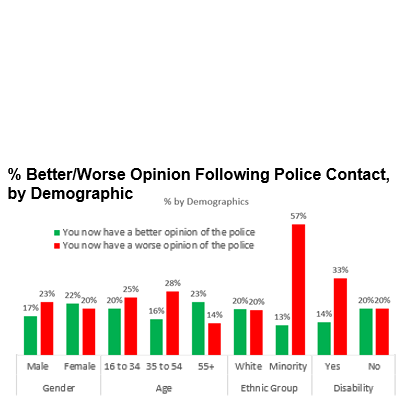 % Better/Worse Opinion Following Police Contact,
by Demographic
% by Demographics
You now have a better opinion of the police
You now have a worse opinion of the police
17% 23% 22% 20% 20% 25% 16% 28% 23% 14% 20% 20% 13% 57% 14% 33% 20% 20%
Male Female 16 to 34 35 to 54 55+ White Minority Yes No
Gender Age Ethnic Group Disability